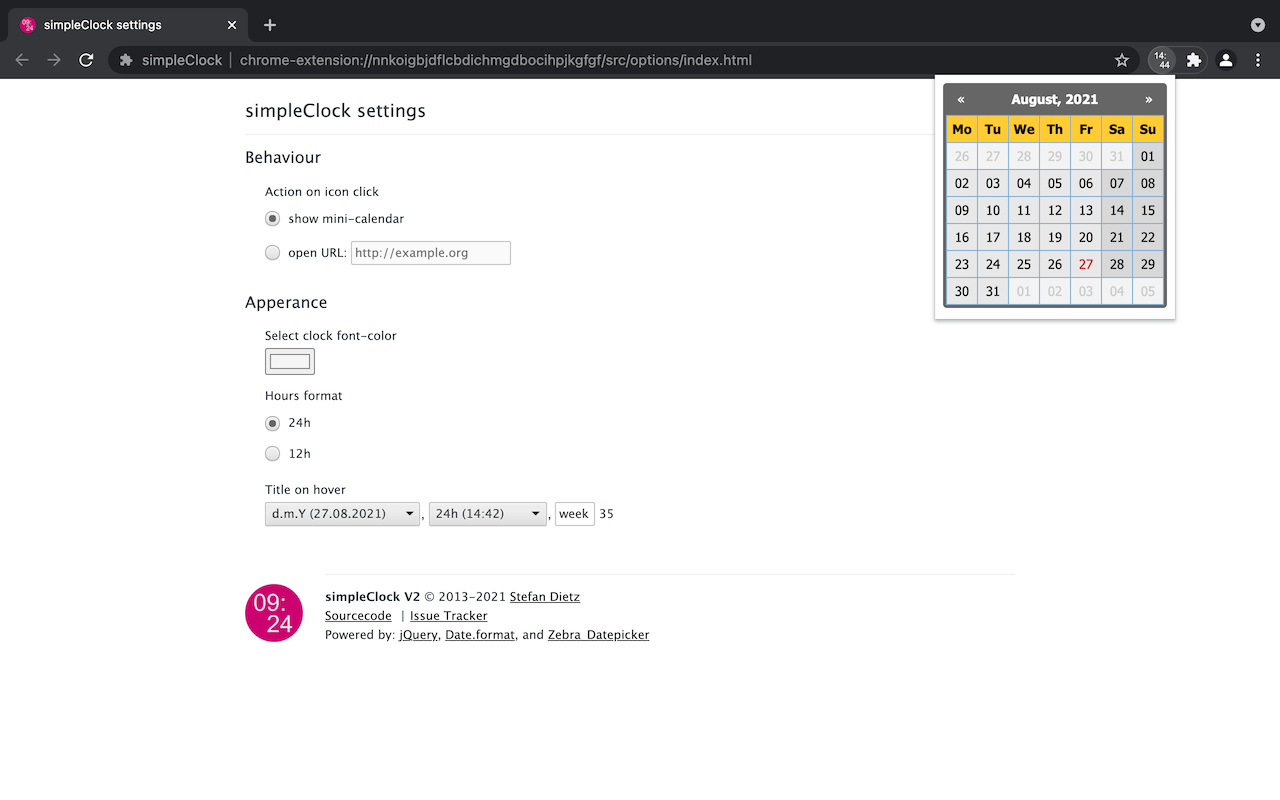 09: 24 simpleClock settings
simpleClock | chrome-extension://nnkoigbjdflcbdichmgdbocihpjkgfgf/src/options/index.html 14: 44
simpleClock settings
Behaviour
Action on icon click
show mini-calendar
open URL: http://example.org
Apperance
Select clock font-color
Hours format
24h
12h
Title on hover
d.m.Y (27.08.2021) , 24h (14:42) , week 35
« August, 2021 »
Mo Tu We Th Fr Sa Su
26 27 28 29 30 31 01
02 03 04 05 06 07 08
09 10 11 12 13 14 15
16 17 18 19 20 21 22
23 24 25 26 27 28 29
30 31 01 02 03 04 05
09:
24
simpleClock V2 © 2013-2021 Stefan Dietz
Sourcecode | Issue Tracker
Powered by: jQuery, Date.format, and Zebra_Datepicker